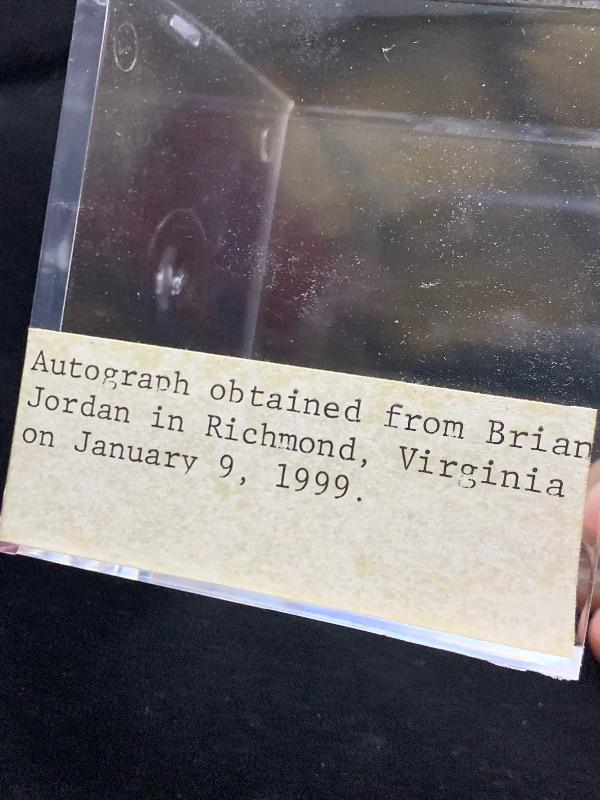 Autograph obtained from Brian
Jordan in Richmond, Virginia
on January 9, 1999.